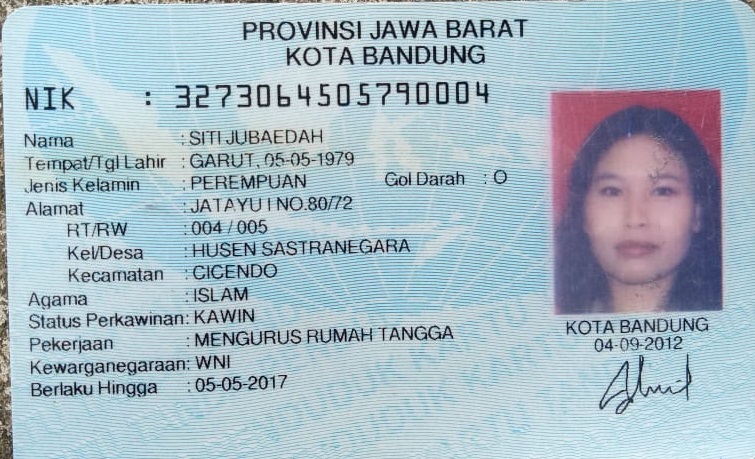 PROVINSI JAWA BARAT
KOTA BANDUNG
NIK : 3273064505790004
Nama : SITI JUBAEDAH
Tempat/Tgl Lahir : GARUT, 05-05-1979
Jenis Kelamin : PEREMPUAN Gol Darah : O
Alamat : JATAYU I NO.80/72
RT/RW : 004 / 005
Kel/Desa : HUSEN SASTRANEGARA
Kecamatan : CICENDO
Agama : ISLAM
Status Perkawinan: KAWIN
Pekerjaan : MENGURUS RUMAH TANGGA
Kewarganegaraan: WNI
Berlaku Hingga : 05-05-2017
KOTA BANDUNG
04-09-2012